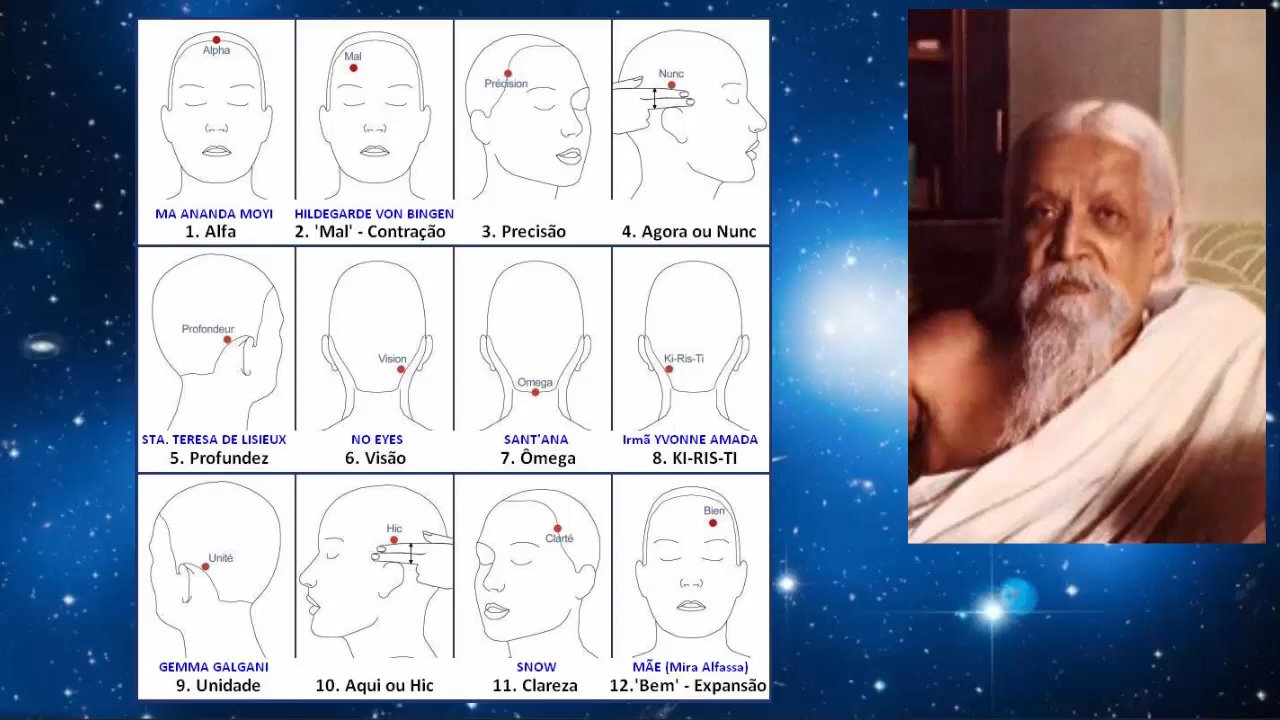 Alpha
MA ANANDA MOYI
1. Alfa
Mal
HILDEGARDE VON BINGEN
2. 'Mal' - Contração
Précision
3. Precisão
Nunc
4. Agora ou Nunc
Profondeur
STA. TERESA DE LISIEUX
5. Profundez
Vision
NO EYES
6. Visão
Omega
SANT'ANA
7. Ômega
Ki-Ris-Ti
Irmã YVONNE AMADA
8. KI-RIS-TI
Unité
GEMMA GALGANI
9. Unidade
Hic
10. Aqui ou Hic
Clarté
SNOW
11. Clareza
Bien
MÃE (Mira Alfassa)
12.'Bem' - Expansão